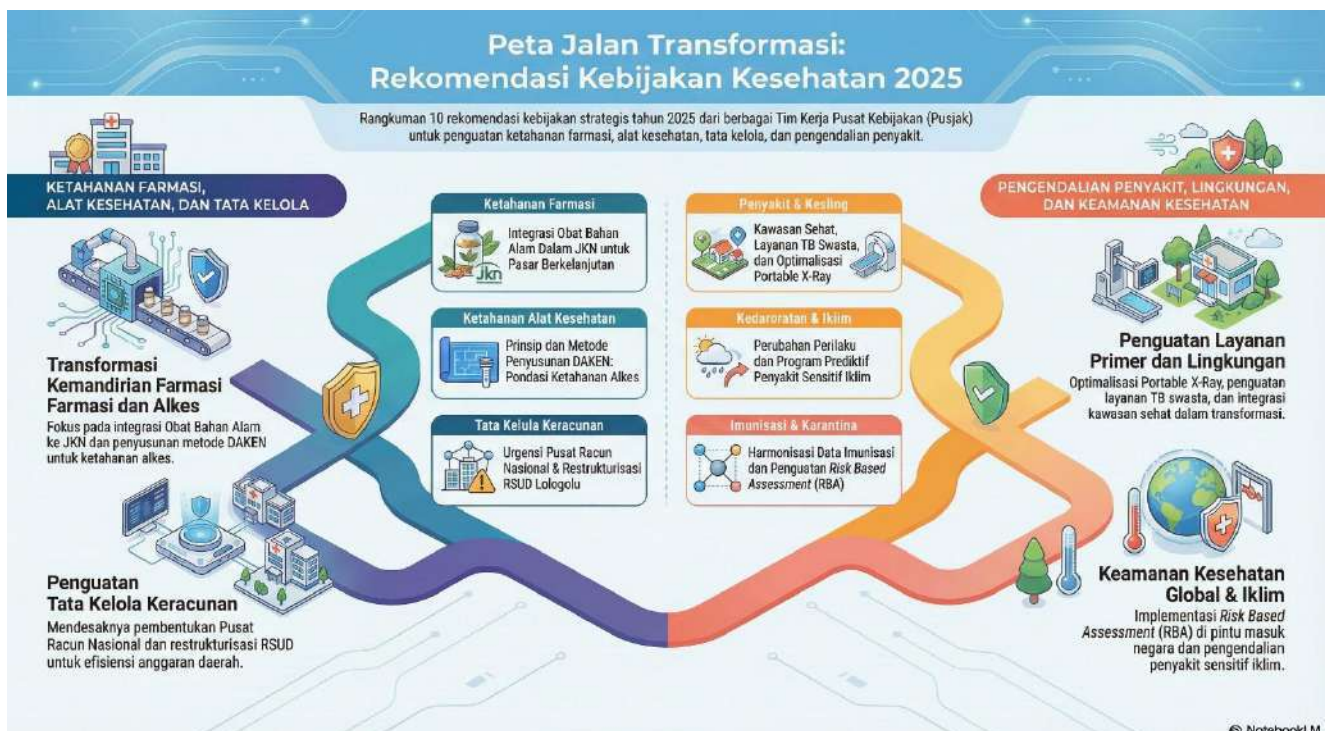 Peta Jalan Transformasi:
Rekomendasi Kebijakan Kesehatan 2025
Rangkuman 10 rekomendasi kebijakan strategis tahun 2025 dari berbagai Tim Kerja Pusat Kebijakan (Pusjak)
untuk penguatan ketahanan farmasi, alat kesehatan, tata kelola, dan pengendalian penyakit.
KETAHANAN FARMASI,
ALAT KESEHATAN, DAN TATA KELOLA
Transformasi
Kemandirian Farmasi
Farmasi dan Alkes
Fokus pada integrasi Obat Bahan Alam
ke JKN dan penyusunan metode DAKEN
untuk ketahanan alkes.
Penguatan
Tata Kelola Keracunan
Mendesaknya pembentukan Pusat
Racun Nasional dan restrukturisasi RSUD
untuk efisiensi anggaran daerah.
Ketahanan Farmasi
Integrasi Obat Bahan
Alam Dalam JKN untuk
Pasar Berkelanjutan
Jkn
Ketahanan Alat Kesehatan
Prinsip dan Metode
Penyusunan DAKEN:
Pondasi Ketahanan Alkes
Tata Kelula Keracunan
Urgensi Pusat Racun
Nasional & Restrukturisasi
RSUD Lologolu
Penyakit & Kesling
Kawasan Sehat,
Layanan TB Swasta,
dan Optimalisasi
Portable X-Ray
Kedaroratan & Iklim
Perubahan Perilaku
dan Program Prediktif
Penyakit Sensitif Iklim
Imunisasi & Karantina
Harmonisasi Data Imunisasi
dan Penguatan Risk Based
Assessment (RBA)
PENGENDALIAN PENYAKIT, LINGKUNGAN,
DAN KEAMANAN KESEHATAN
Penguatan Layanan
Primer dan Lingkungan
Optimalisasi Portable X-Ray, penguatan
layanan TB swasta, dan integrasi
kawasan sehat dalam transformasi.
Keamanan Kesehatan
Global & Iklim
Implementasi Risk Based
Assessment (RBA) di pintu masuk
negara dan pengendalian
penyakit sensitif iklim.
NotebookLM